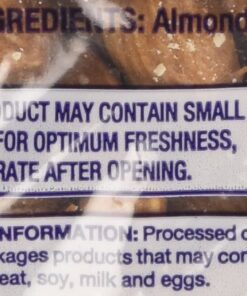 GREDIENTS: Almond
ODUCT MAY CONTAIN SMALL
FOR OPTIMUM FRESHNESS,
RATE AFTER OPENING.
INFORMATION: Processed o
kages products that may con
eat, soy, milk and eggs.